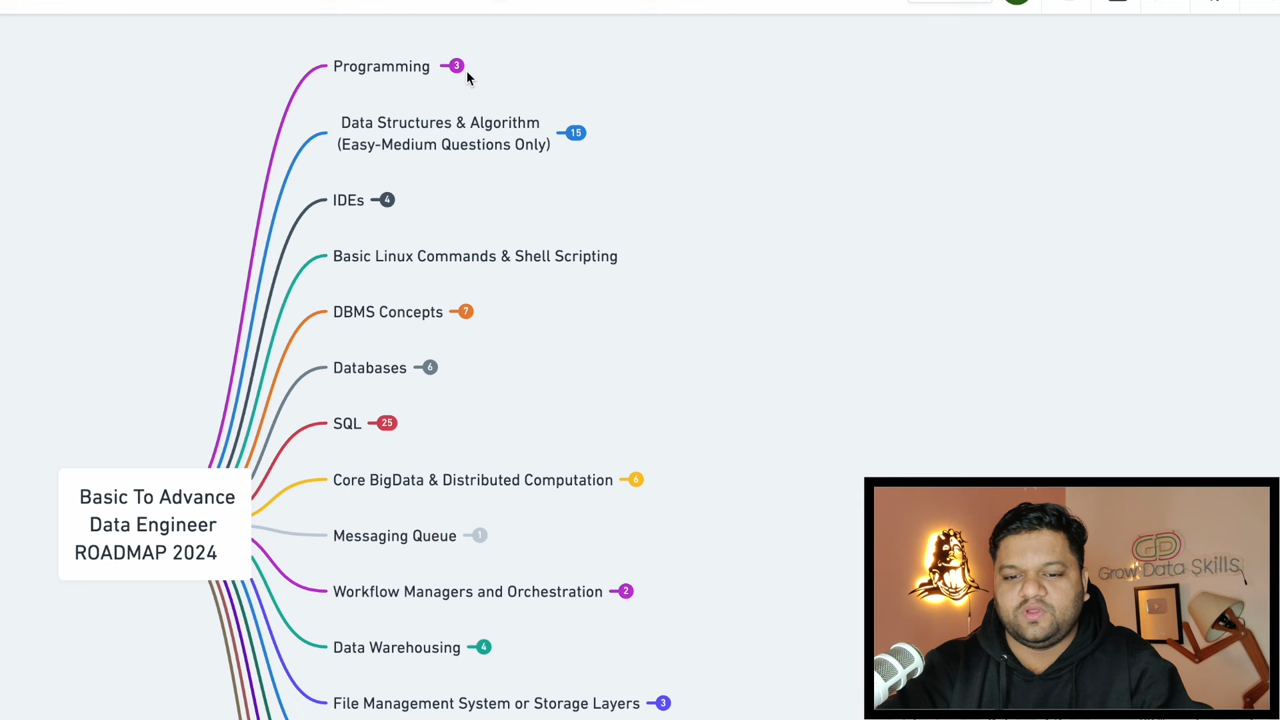 Programming 3
Data Structures & Algorithm
(Easy-Medium Questions Only) 15
IDEs 4
Basic Linux Commands & Shell Scripting
DBMS Concepts 7
Databases 6
SQL 25
Core BigData & Distributed Computation 6
Basic To Advance
Data Engineer
ROADMAP 2024
Messaging Queue 1
Workflow Managers and Orchestration 2
Data Warehousing 4
File Management System or Storage Layers 3
GD
Grow Data Skills